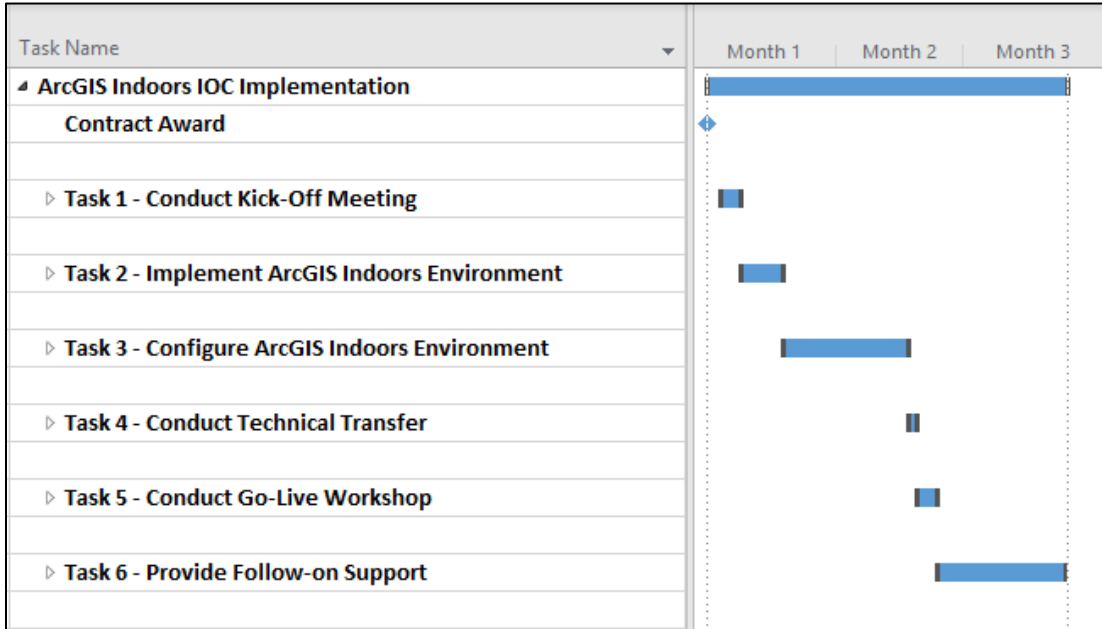 Task Name
Month 1 Month 2 Month 3
ArcGIS Indoors IOC Implementation
Contract Award
Task 1 - Conduct Kick-Off Meeting
Task 2 - Implement ArcGIS Indoors Environment
Task 3 - Configure ArcGIS Indoors Environment
Task 4 - Conduct Technical Transfer
Task 5 - Conduct Go-Live Workshop
Task 6 - Provide Follow-on Support